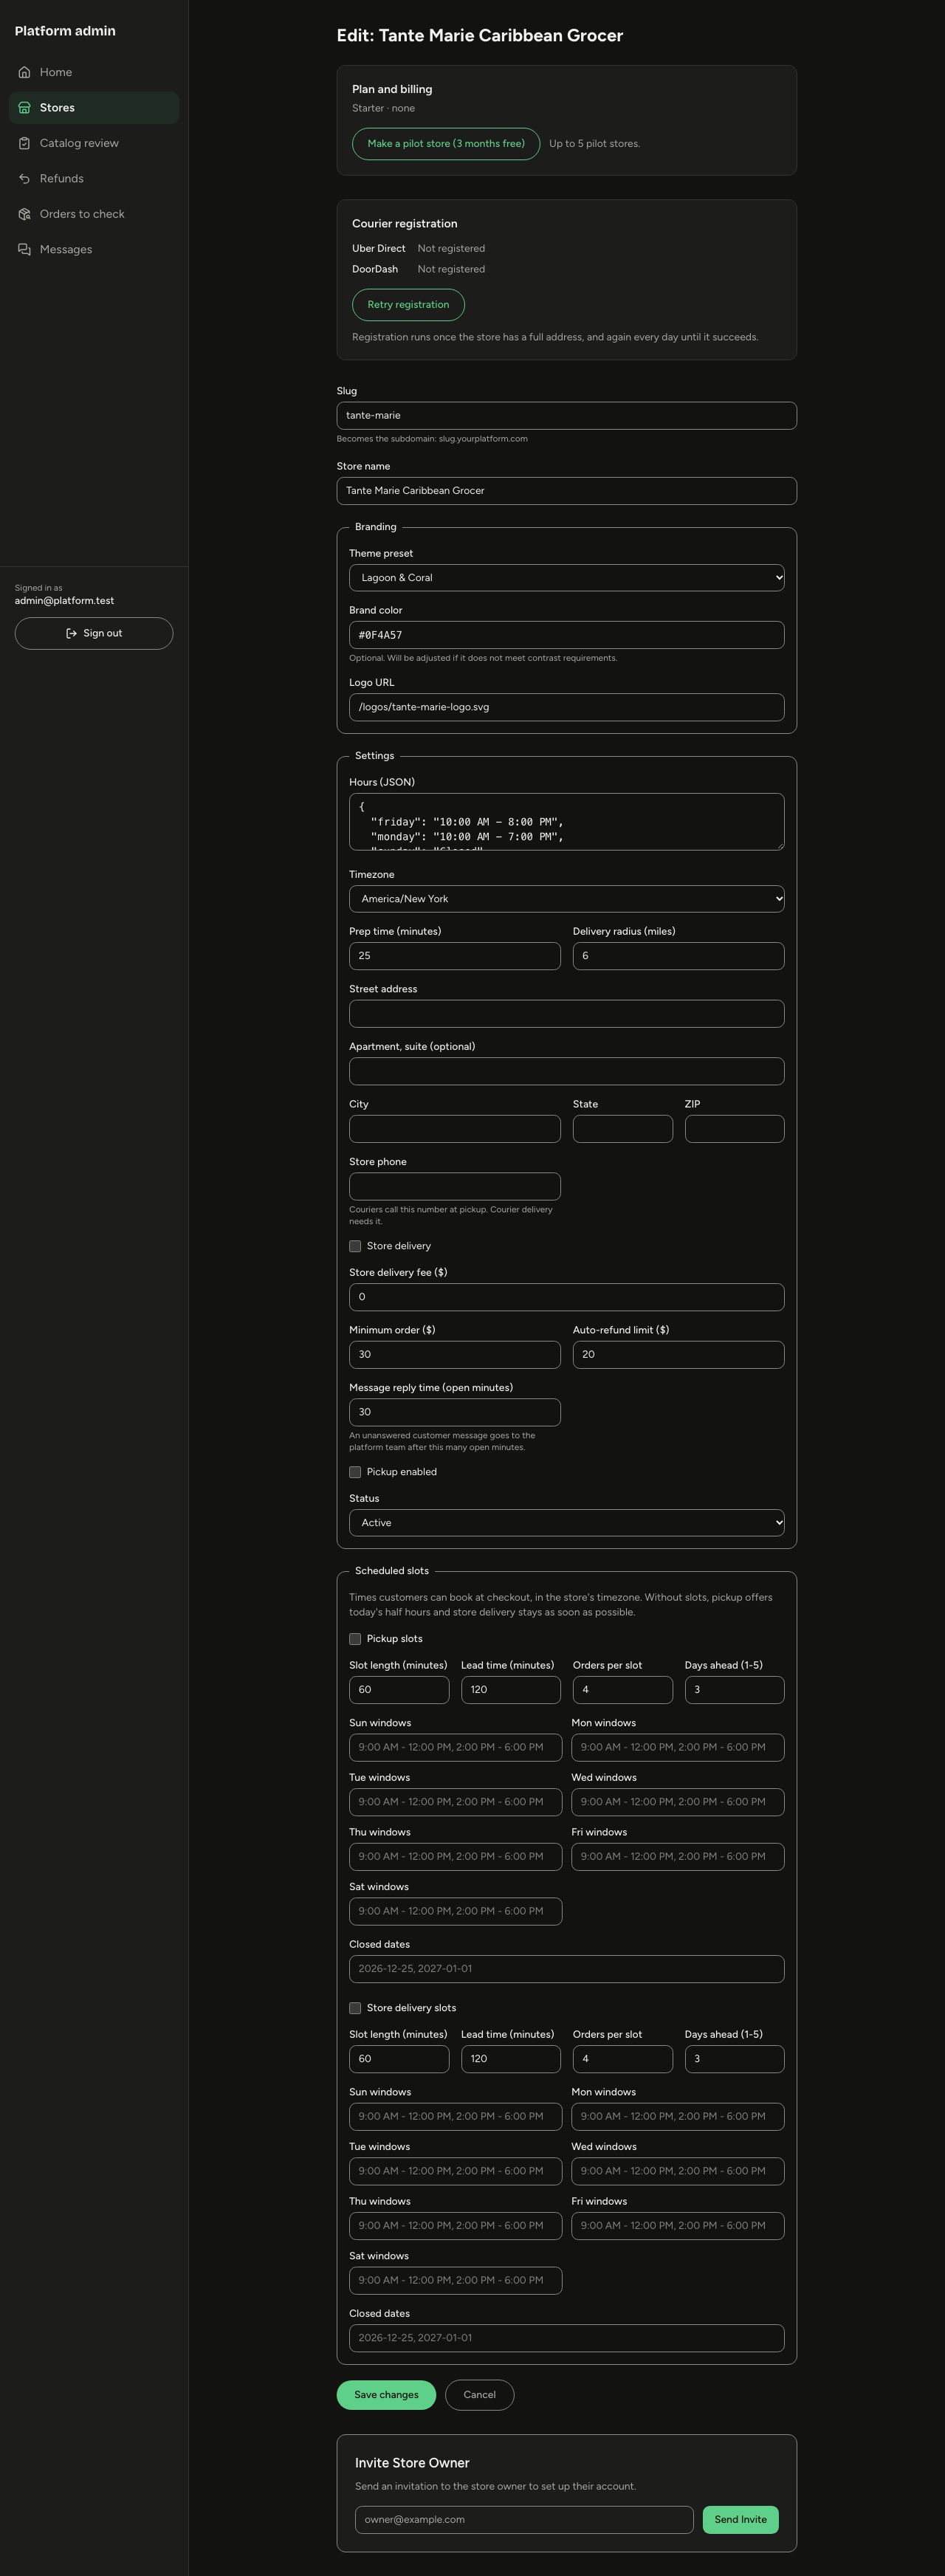 Platform admin
Home
Stores
Catalog review
Refunds
Orders to check
Messages
Signed in as
admin@platform.test
Sign out
Edit: Tante Marie Caribbean Grocer
Plan and billing
Starter · none
Make a pilot store (3 months free)
Up to 5 pilot stores.
Courier registration
Uber Direct Not registered
DoorDash Not registered
Retry registration
Registration runs once the store has a full address, and again every day until it succeeds.
Slug
tante-marie
Becomes the subdomain: slug.yourplatform.com
Store name
Tante Marie Caribbean Grocer
Branding
Theme preset
Lagoon & Coral
Brand color
#0F4A57
Optional. Will be adjusted if it does not meet contrast requirements.
Logo URL
/logos/tante-marie-logo.svg
Settings
Hours (JSON)
{
"friday": "10:00 AM – 8:00 PM",
"monday": "10:00 AM – 7:00 PM",
Timezone
America/New York
Prep time (minutes) Delivery radius (miles)
25 6
Street address
Apartment, suite (optional)
City State ZIP
Store phone
Couriers call this number at pickup. Courier delivery
needs it.
Store delivery
Store delivery fee ($)
0
Minimum order ($) Auto-refund limit ($)
30 20
Message reply time (open minutes)
30
An unanswered customer message goes to the
platform team after this many open minutes.
Pickup enabled
Status
Active
Scheduled slots
Times customers can book at checkout, in the store's timezone. Without slots, pickup offers
today's half hours and store delivery stays as soon as possible.
Pickup slots
Slot length (minutes) Lead time (minutes) Orders per slot Days ahead (1-5)
60 120 4 3
Sun windows Mon windows
9:00 AM - 12:00 PM, 2:00 PM - 6:00 PM 9:00 AM - 12:00 PM, 2:00 PM - 6:00 PM
Tue windows Wed windows
9:00 AM - 12:00 PM, 2:00 PM - 6:00 PM 9:00 AM - 12:00 PM, 2:00 PM - 6:00 PM
Thu windows Fri windows
9:00 AM - 12:00 PM, 2:00 PM - 6:00 PM 9:00 AM - 12:00 PM, 2:00 PM - 6:00 PM
Sat windows
9:00 AM - 12:00 PM, 2:00 PM - 6:00 PM
Closed dates
2026-12-25, 2027-01-01
Store delivery slots
Slot length (minutes) Lead time (minutes) Orders per slot Days ahead (1-5)
60 120 4 3
Sun windows Mon windows
9:00 AM - 12:00 PM, 2:00 PM - 6:00 PM 9:00 AM - 12:00 PM, 2:00 PM - 6:00 PM
Tue windows Wed windows
9:00 AM - 12:00 PM, 2:00 PM - 6:00 PM 9:00 AM - 12:00 PM, 2:00 PM - 6:00 PM
Thu windows Fri windows
9:00 AM - 12:00 PM, 2:00 PM - 6:00 PM 9:00 AM - 12:00 PM, 2:00 PM - 6:00 PM
Sat windows
9:00 AM - 12:00 PM, 2:00 PM - 6:00 PM
Closed dates
2026-12-25, 2027-01-01
Save changes Cancel
Invite Store Owner
Send an invitation to the store owner to set up their account.
owner@example.com Send Invite